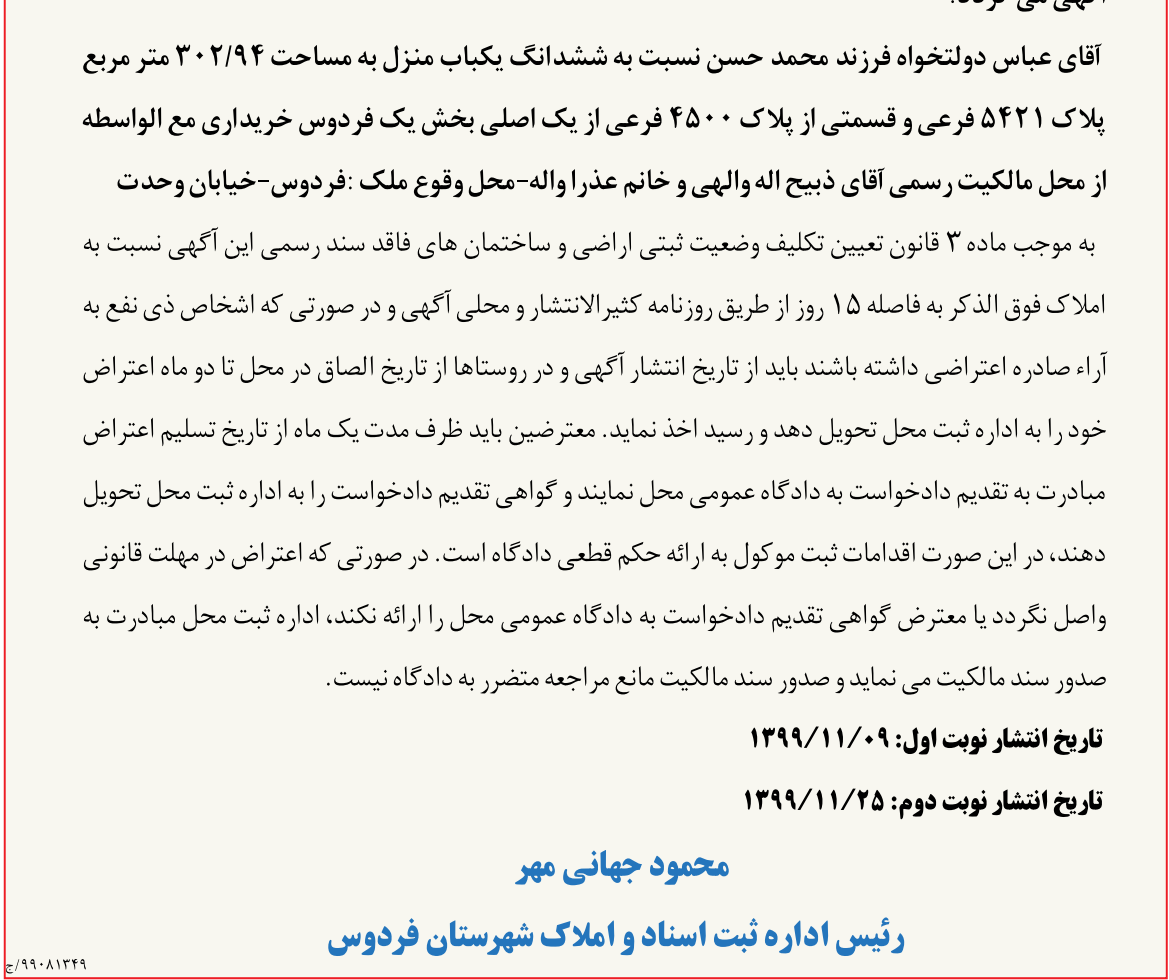 آگهی می گردد:
آقای عباس دولتخواه فرزند محمد حسن نسبت به ششدانگ یکباب منزل به مساحت ۳۰۲/۹۴ متر مربع
پلاک ۵۴۲۱ فرعی و قسمتی از پلاک ۴۵۰۰ فرعی از یک اصلی بخش یک فردوس خریداری مع الواسطه
از محل مالکیت رسمی آقای ذبیح اله والهی و خانم عذرا واله-محل وقوع ملک :فردوس-خیابان وحدت
به موجب ماده ۳ قانون تعیین تکلیف وضعیت ثبتی اراضی و ساختمان های فاقد سند رسمی این آگهی نسبت به
املاک فوق الذکر به فاصله ۱۵ روز از طریق روزنامه کثیرالانتشار و محلی آگهی و در صورتی که اشخاص ذی نفع به
آراء صادره اعتراضی داشته باشند باید از تاریخ انتشار آگهی و در روستاها از تاریخ الصاق در محل تا دو ماه اعتراض
خود را به اداره ثبت محل تحویل دهد و رسید اخذ نماید. معترضین باید ظرف مدت یک ماه از تاریخ تسلیم اعتراض
مبادرت به تقدیم دادخواست به دادگاه عمومی محل نمایند و گواهی تقدیم دادخواست را به اداره ثبت محل تحویل
دهند، در این صورت اقدامات ثبت موکول به ارائه حکم قطعی دادگاه است. در صورتی که اعتراض در مهلت قانونی
واصل نگردد یا معترض گواهی تقدیم دادخواست به دادگاه عمومی محل را ارائه نکند، اداره ثبت محل مبادرت به
صدور سند مالکیت می نماید و صدور سند مالکیت مانع مراجعه متضرر به دادگاه نیست.
تاریخ انتشار نوبت اول: ۱۳۹۹/۱۱/۰۹
تاریخ انتشار نوبت دوم: ۱۳۹۹/۱۱/۲۵
محمود جهانی مهر
رئیس اداره ثبت اسناد و املاک شهرستان فردوس
۹۹۰۸۱۳۴۹/ج